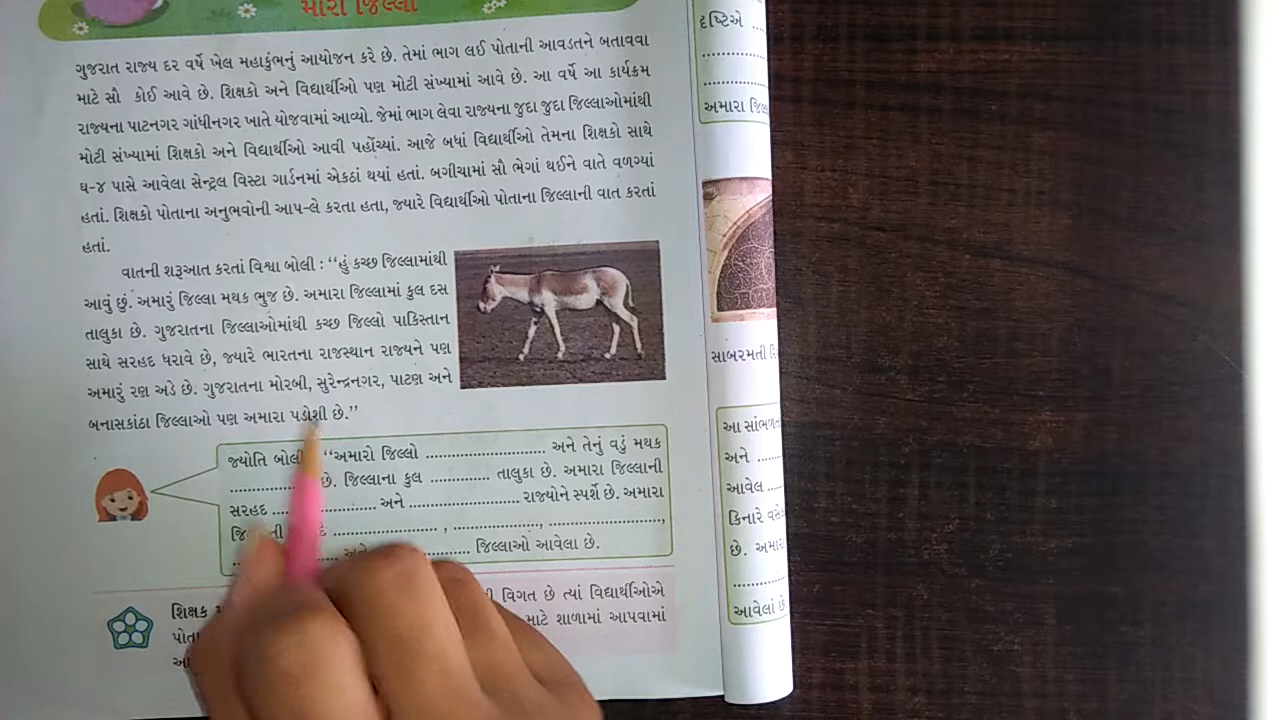 મારો જિલ્લો
ગુજરાત રાજ્ય દર વર્ષે ખેલ મહાકુંભનું આયોજન કરે છે. તેમાં ભાગ લઈ પોતાની આવડતને બતાવવા
માટે સૌ કોઈ આવે છે. શિક્ષકો અને વિદ્યાર્થીઓ પણ મોટી સંખ્યામાં આવે છે. આ વર્ષે આ કાર્યક્રમ
રાજ્યના પાટનગર ગાંધીનગર ખાતે યોજવામાં આવ્યો. જેમાં ભાગ લેવા રાજ્યના જુદા જુદા જિલ્લાઓમાંથી
મોટી સંખ્યામાં શિક્ષકો અને વિદ્યાર્થીઓ આવી પહોંચ્યાં. આજે બધાં વિદ્યાર્થીઓ તેમના શિક્ષકો સાથે
ઘ-૪ પાસે આવેલા સેન્ટ્રલ વિસ્ટા ગાર્ડનમાં એકઠાં થયાં હતાં. બગીચામાં સૌ ભેગાં થઈને વાતે વળગ્યાં
હતાં. શિક્ષકો પોતાના અનુભવોની આપ-લે કરતા હતા, જ્યારે વિદ્યાર્થીઓ પોતાના જિલ્લાની વાત કરતાં
હતાં.
વાતની શરૂઆત કરતાં વિશ્વા બોલી : ‘‘હું કચ્છ જિલ્લામાંથી
આવું છું. અમારું જિલ્લા મથક ભુજ છે. અમારા જિલ્લામાં કુલ દસ
તાલુકા છે. ગુજરાતના જિલ્લાઓમાંથી કચ્છ જિલ્લો પાકિસ્તાન
સાથે સરહદ ધરાવે છે, જ્યારે ભારતના રાજસ્થાન રાજ્યને પણ
અમારું રણ અડે છે. ગુજરાતના મોરબી, સુરેન્દ્રનગર, પાટણ અને
બનાસકાંઠા જિલ્લાઓ પણ અમારા પડોશી છે.’’
જ્યોતિ બોલી ‘‘અમારો જિલ્લો ............................ અને તેનું વડું મથક
.................. છે. જિલ્લાના કુલ .............. તાલુકા છે. અમારા જિલ્લાની
સરહદ ........................ અને .......................... રાજ્યોને સ્પર્શે છે. અમારા
........................ , ...................., ..........................,
અને .................. જિલ્લાઓ આવેલા છે.
શિક્ષક વિગત છે ત્યાં વિદ્યાર્થીઓએ
માટે શાળામાં આપવામાં
દૃષ્ટિએ ....
................
................
અમારા
સાબરમતી
આ
અને ......
આવેલ ....
કિનારે
છે.
............
આવેલાં છે